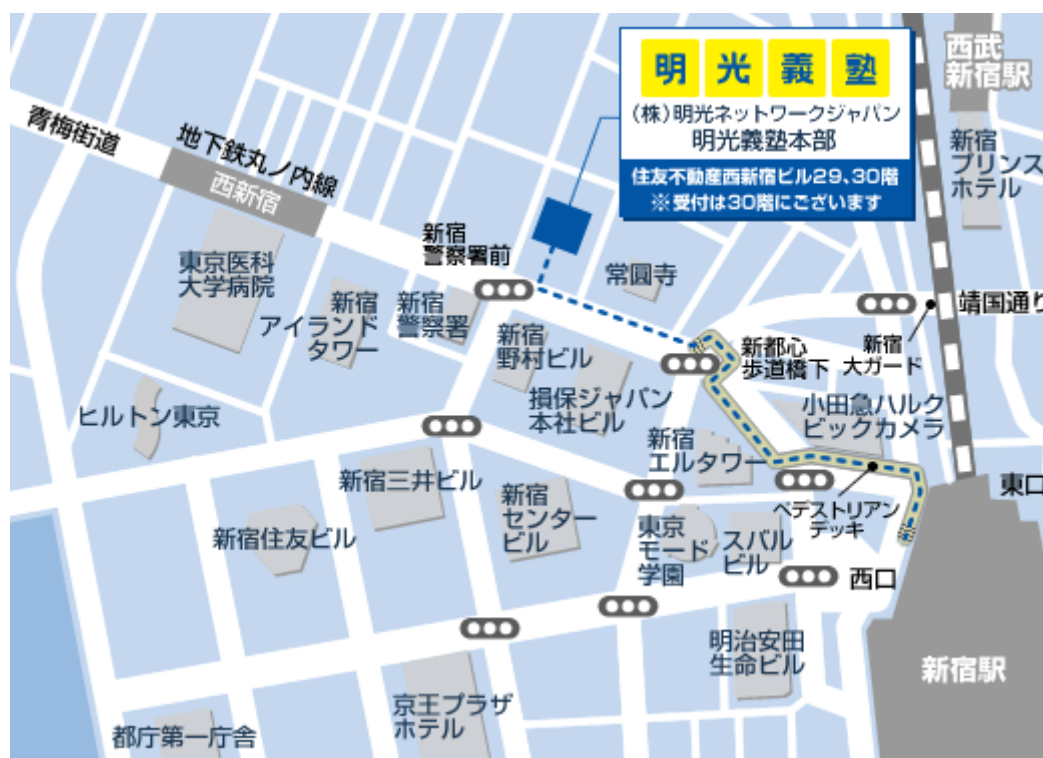 明光義塾
(株)明光ネットワークジャパン
明光義塾本部
住友不動産西新宿ビル29、30階
※受付は30階にございます
西武
新宿駅
新宿
プリンス
ホテル
青梅街道
地下鉄丸ノ内線
西新宿
新宿
警察署前
東京医科
大学病院
新宿
アイランド
タワー
新宿
警察署
常圓寺
靖国通り
新宿
大ガード
新都心
歩道橋下
新宿
野村ビル
損保ジャパン
本社ビル
小田急ハルク
ビックカメラ
ヒルトン東京
新宿
エルタワー
新宿三井ビル
新宿
センター
ビル
東口
ペデストリアン
デッキ
新宿住友ビル
東京
モード
学園
スバル
ビル
西口
明治安田
生命ビル
新宿駅
京王プラザ
ホテル
都庁第一庁舎